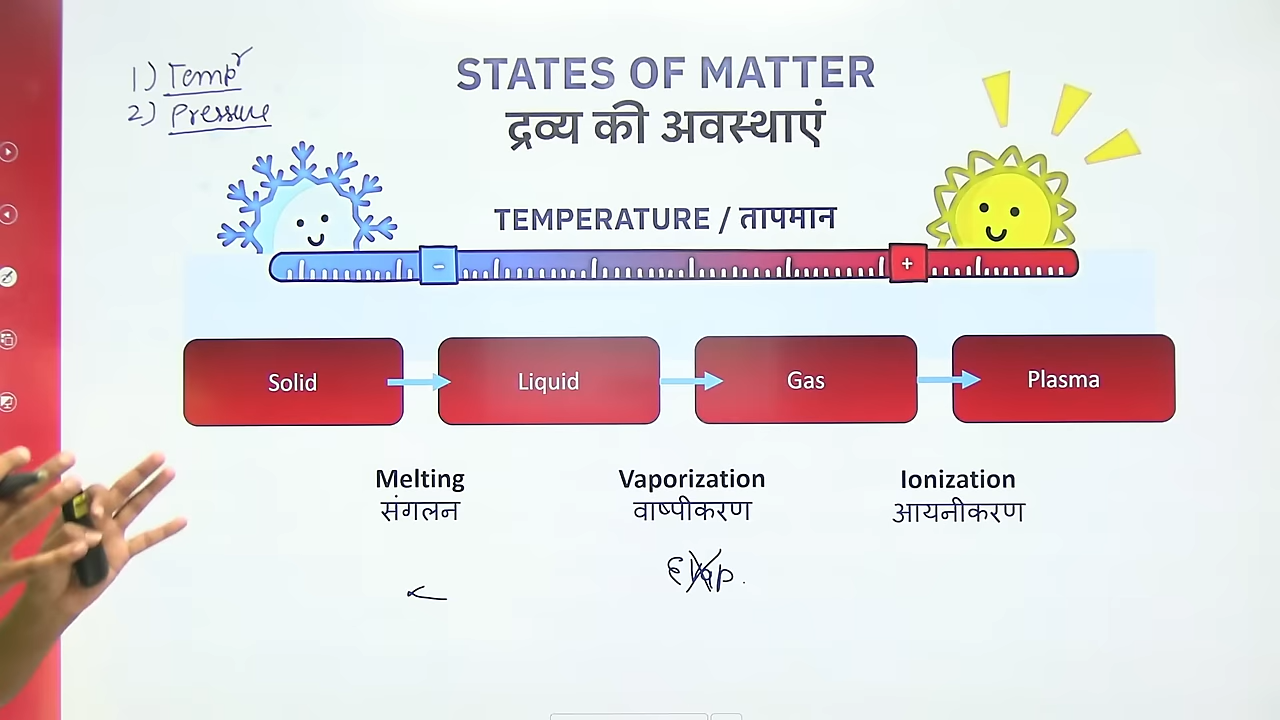 1) Tempr
2) Pressure
STATES OF MATTER
द्रव्य की अवस्थाएं
TEMPERATURE / तापमान
- +
Solid Liquid Gas Plasma
Melting Vaporization Ionization
संगलन वाष्पीकरण आयनीकरण